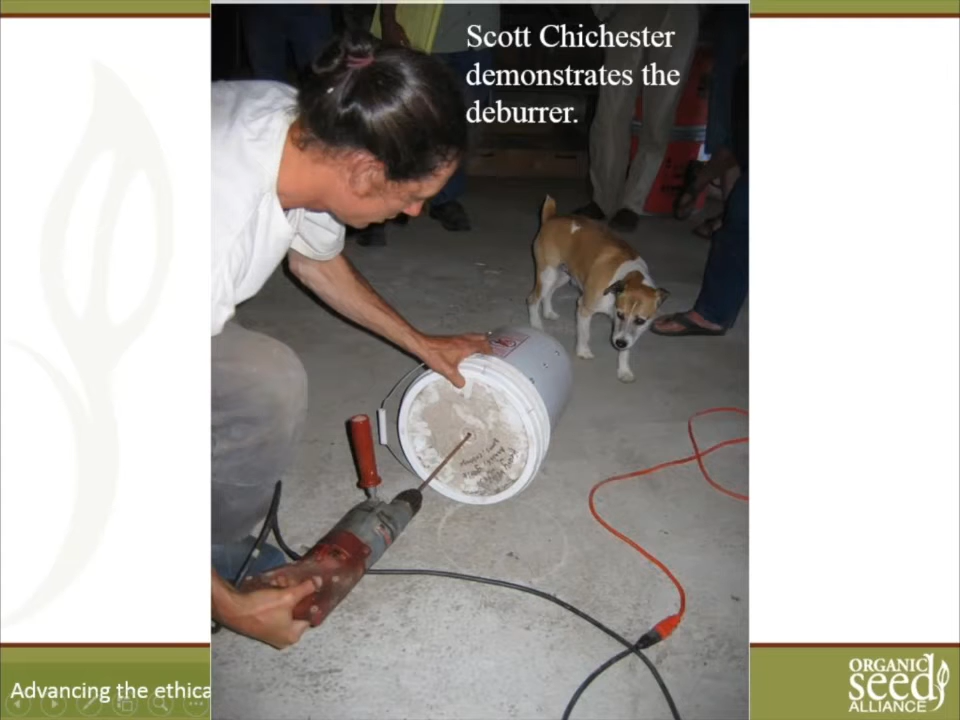 Scott Chichester
demonstrates the
deburrer.
Advancing the ethica
ORGANIC
seed
ALLIANCE